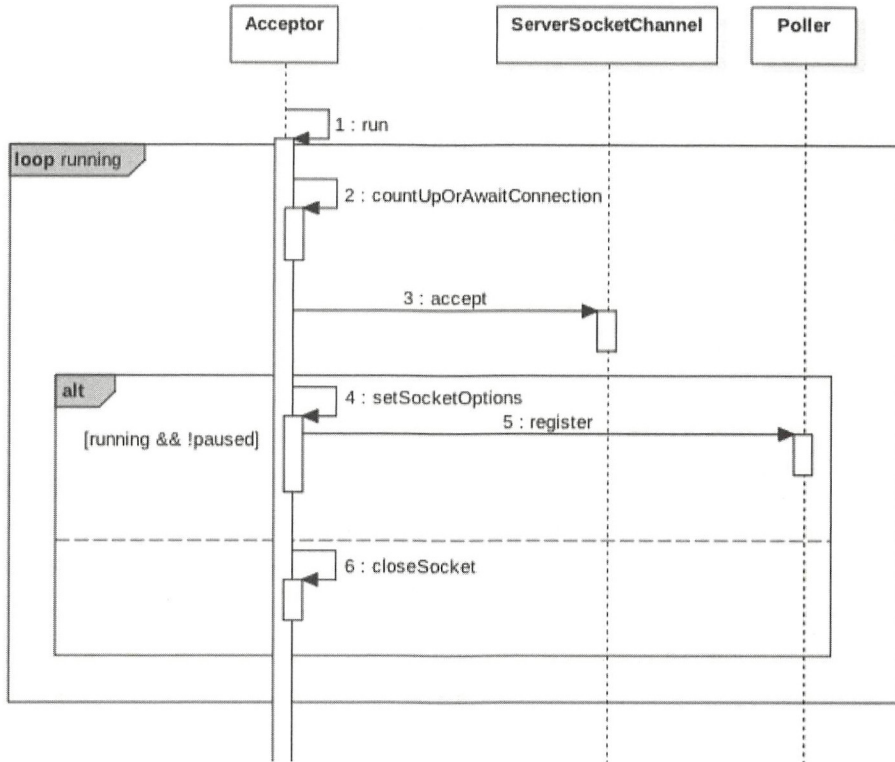 Acceptor
ServerSocketChannel
Poller
1 : run
loop running
2 : countUpOrAwaitConnection
3 : accept
alt
4 : setSocketOptions
[running && !paused]
5 : register
6 : closeSocket